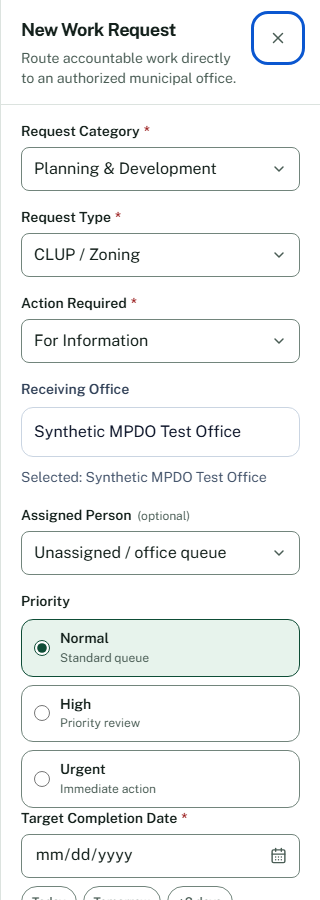 New Work Request
Route accountable work directly
to an authorized municipal office.
Request Category *
Planning & Development
Request Type *
CLUP / Zoning
Action Required *
For Information
Receiving Office
Synthetic MPDO Test Office
Selected: Synthetic MPDO Test Office
Assigned Person (optional)
Unassigned / office queue
Priority
Normal
Standard queue
High
Priority review
Urgent
Immediate action
Target Completion Date *
mm/dd/yyyy